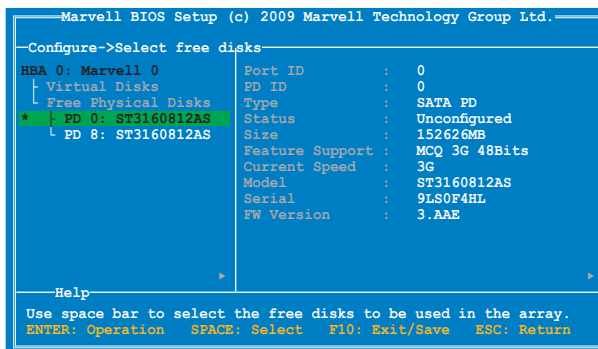 Marvell BIOS Setup (c) 2009 Marvell Technology Group Ltd.
Configure->Select free disks
HBA 0: Marvell 0
Virtual Disks
Free Physical Disks
* PD 0: ST3160812AS
PD 8: ST3160812AS
Port ID : 0
PD ID : 0
Type : SATA PD
Status : Unconfigured
Size : 152626MB
Feature Support : MCQ 3G 48Bits
Current Speed : 3G
Model : ST3160812AS
Serial : 9LS0F4HL
FW Version : 3.AAE
Help
Use space bar to select the free disks to be used in the array.
ENTER: Operation SPACE: Select F10: Exit/Save ESC: Return